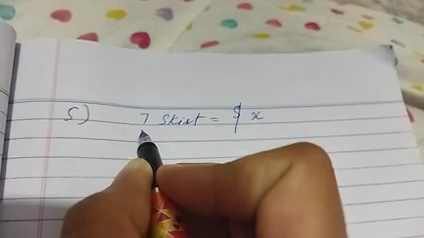 5) 7 Skirt = $ x